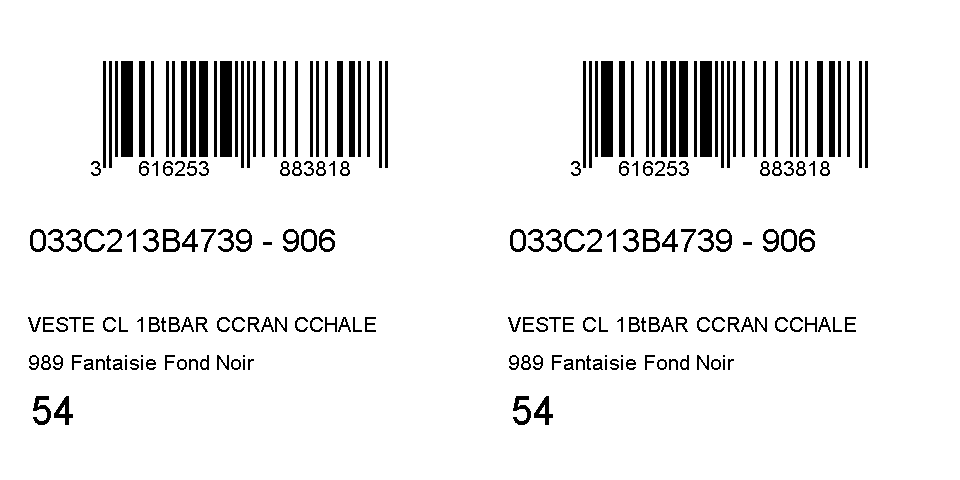 3 616253 883818
033C213B4739 - 906
VESTE CL 1BtBAR CCRAN CCHALE
989 Fantaisie Fond Noir
54
3 616253 883818
033C213B4739 - 906
VESTE CL 1BtBAR CCRAN CCHALE
989 Fantaisie Fond Noir
54